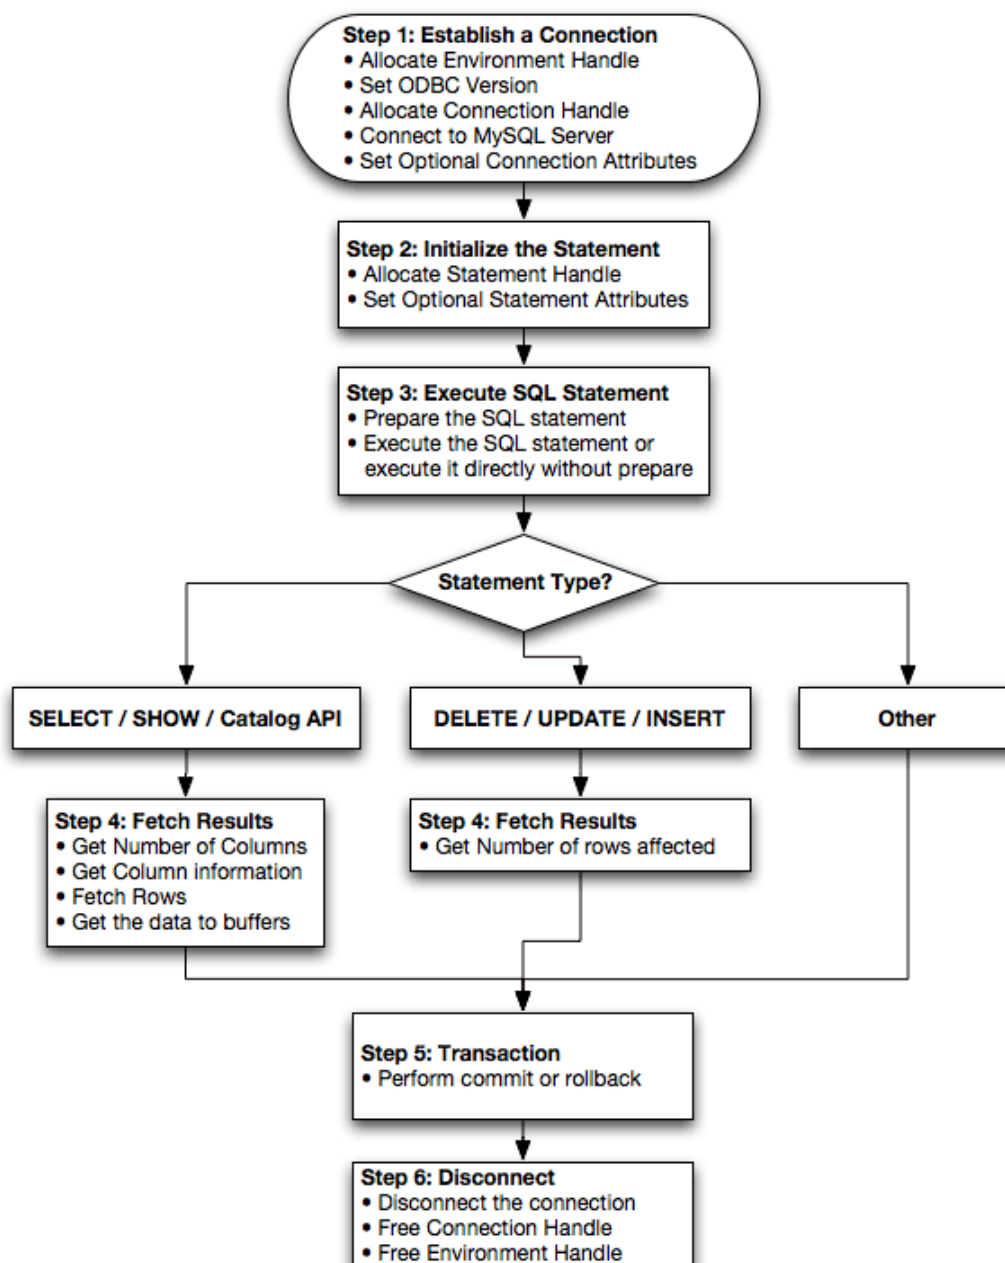 Step 1: Establish a Connection
• Allocate Environment Handle
• Set ODBC Version
• Allocate Connection Handle
• Connect to MySQL Server
• Set Optional Connection Attributes
Step 2: Initialize the Statement
• Allocate Statement Handle
• Set Optional Statement Attributes
Step 3: Execute SQL Statement
• Prepare the SQL statement
• Execute the SQL statement or
execute it directly without prepare
Statement Type?
SELECT / SHOW / Catalog API
DELETE / UPDATE / INSERT
Other
Step 4: Fetch Results
• Get Number of Columns
• Get Column information
• Fetch Rows
• Get the data to buffers
Step 4: Fetch Results
• Get Number of rows affected
Step 5: Transaction
• Perform commit or rollback
Step 6: Disconnect
• Disconnect the connection
• Free Connection Handle
• Free Environment Handle